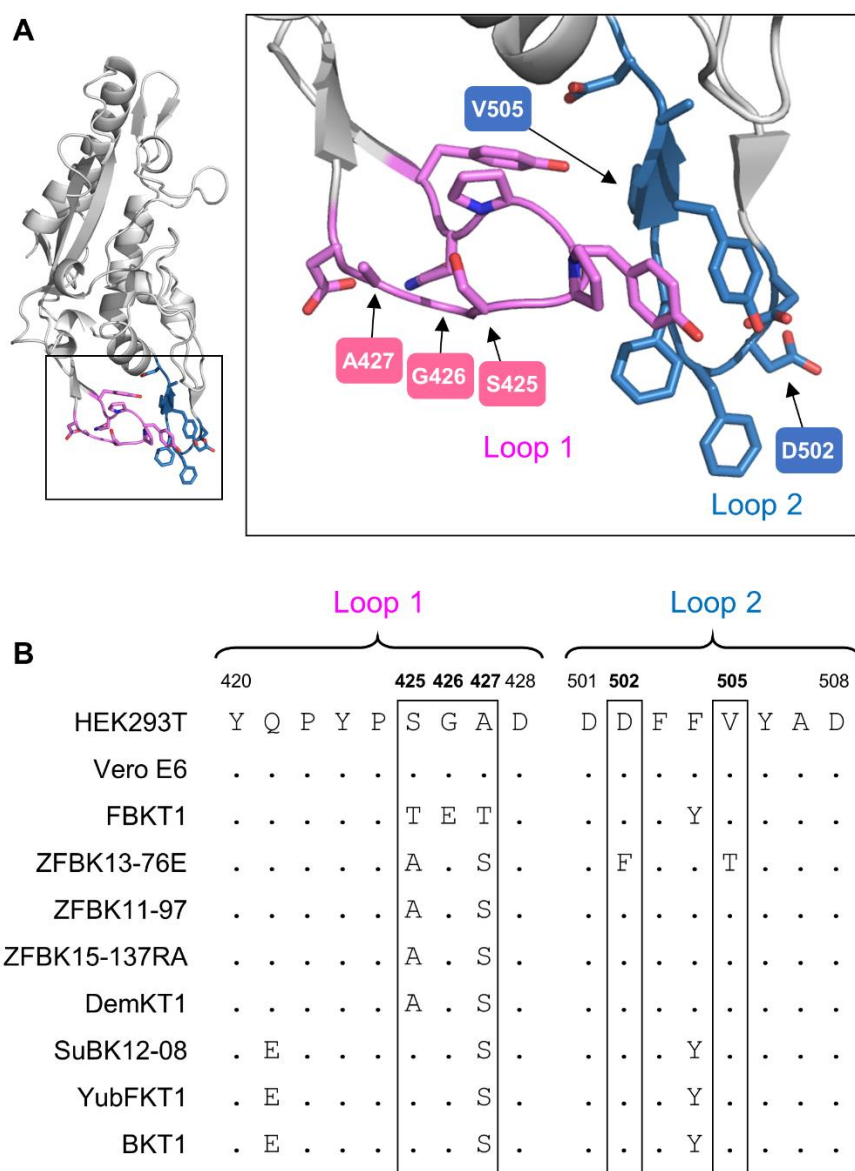 A
V505
A427
G426
S425
D502
Loop 1
Loop 2
B
Loop 1 Loop 2
420 425 426 427 428 501 502 505 508
HEK293T Y Q P Y P S G A D D D F F V Y A D
Vero E6 . . . . . . . . . . . . . . . . .
FBKT1 . . . . . T E T . . . . Y . . . .
ZFBK13-76E . . . . . A . S . . F . . T . . .
ZFBK11-97 . . . . . A . S . . . . . . . . .
ZFBK15-137RA . . . . . A . S . . . . . . . . .
DemKT1 . . . . . A . S . . . . . . . . .
SuBK12-08 . E . . . . . S . . . . Y . . . .
YubFKT1 . E . . . . . S . . . . Y . . . .
BKT1 . E . . . . . S . . . . Y . . . .